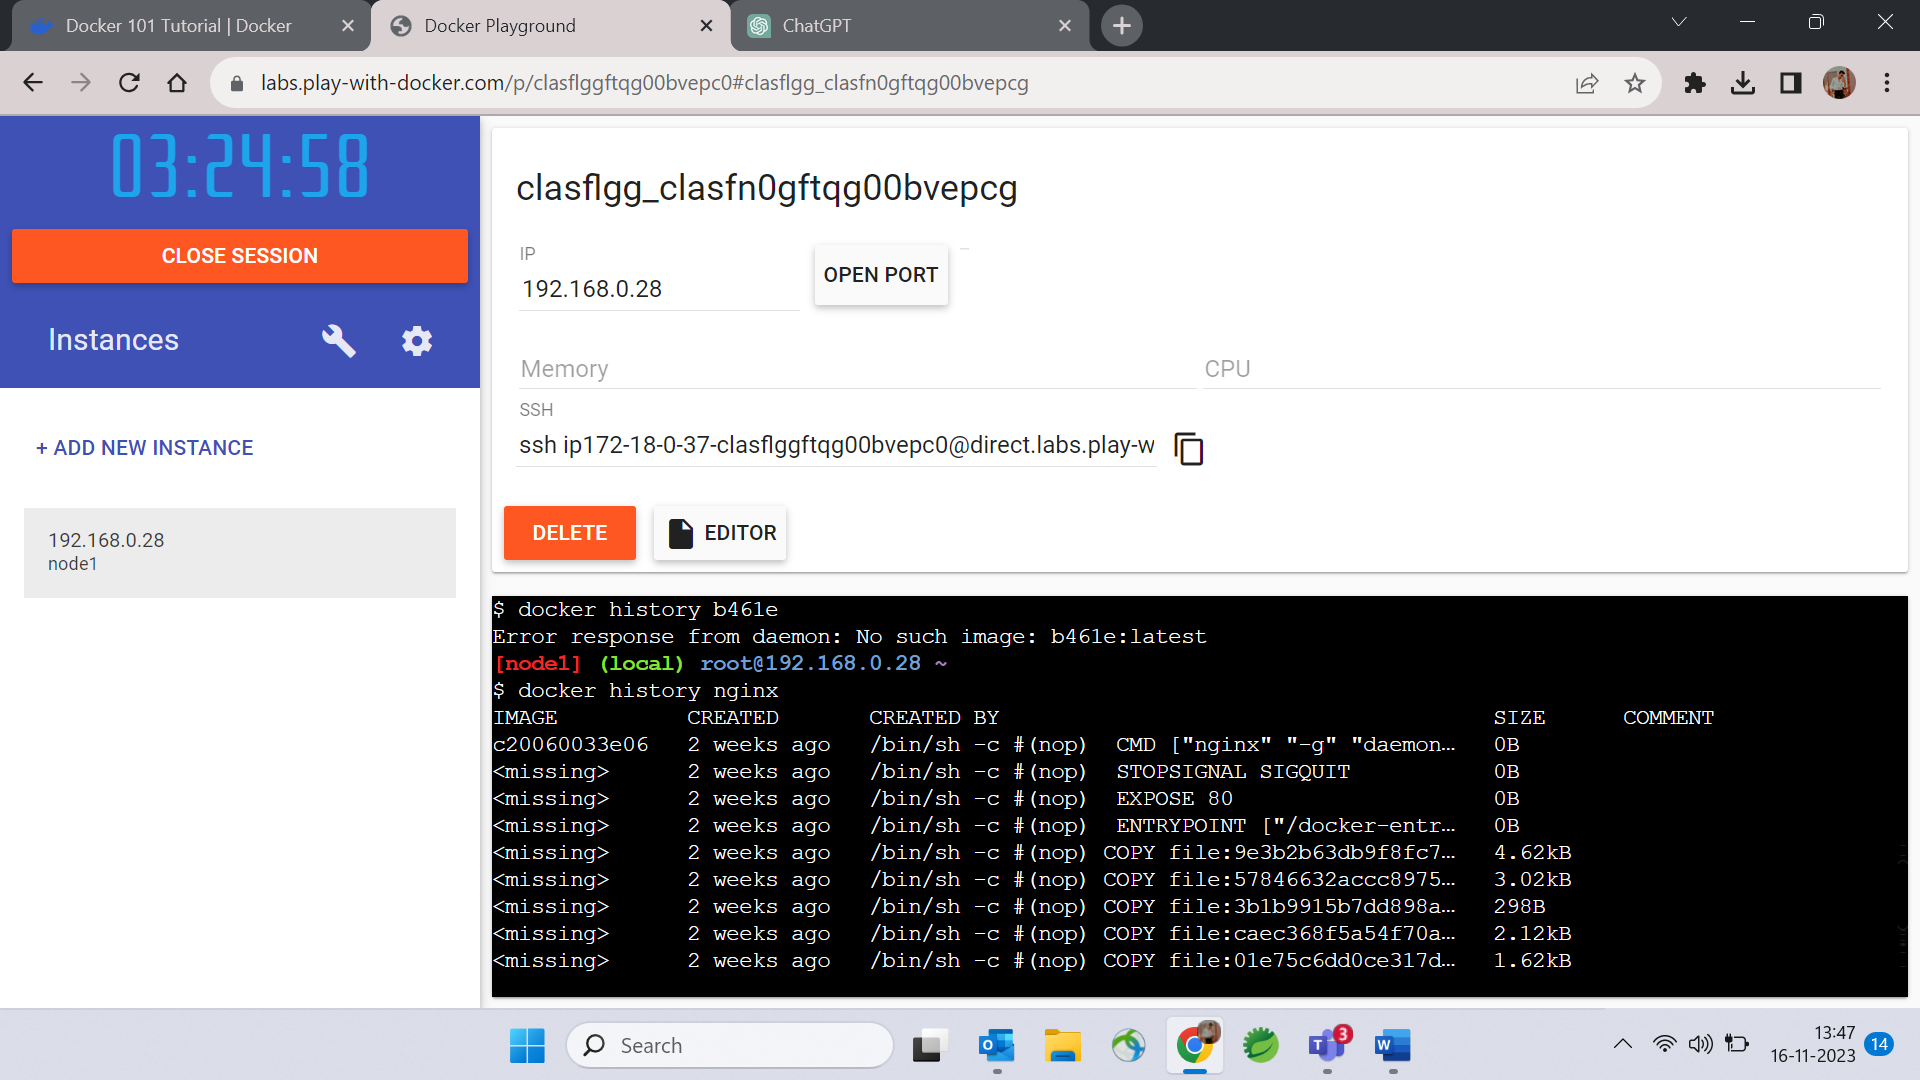 Docker 101 Tutorial | Docker
Docker Playground
ChatGPT
labs.play-with-docker.com/p/clasflggftqg00bvepc0#clasflgg_clasfn0gftqg00bvepcg
03:24:58
CLOSE SESSION
Instances
+ ADD NEW INSTANCE
192.168.0.28
node1
clasflgg_clasfn0gftqg00bvepcg
IP
192.168.0.28
OPEN PORT
Memory
CPU
SSH
ssh ip172-18-0-37-clasflggftqg00bvepc0@direct.labs.play-w
DELETE
EDITOR
$ docker history b461e
Error response from daemon: No such image: b461e:latest
[node1] (local) root@192.168.0.28 ~
$ docker history nginx
IMAGE CREATED CREATED BY SIZE COMMENT
c20060033e06 2 weeks ago /bin/sh -c #(nop) CMD ["nginx" "-g" "daemon… 0B
<missing> 2 weeks ago /bin/sh -c #(nop) STOPSIGNAL SIGQUIT 0B
<missing> 2 weeks ago /bin/sh -c #(nop) EXPOSE 80 0B
<missing> 2 weeks ago /bin/sh -c #(nop) ENTRYPOINT ["/docker-entr… 0B
<missing> 2 weeks ago /bin/sh -c #(nop) COPY file:9e3b2b63db9f8fc7… 4.62kB
<missing> 2 weeks ago /bin/sh -c #(nop) COPY file:57846632accc8975… 3.02kB
<missing> 2 weeks ago /bin/sh -c #(nop) COPY file:3b1b9915b7dd898a… 298B
<missing> 2 weeks ago /bin/sh -c #(nop) COPY file:caec368f5a54f70a… 2.12kB
<missing> 2 weeks ago /bin/sh -c #(nop) COPY file:01e75c6dd0ce317d… 1.62kB
Search
3
13:47
16-11-2023
14